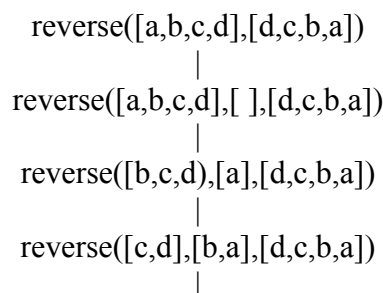 reverse([a,b,c,d],[d,c,b,a])
|
reverse([a,b,c,d],[ ],[d,c,b,a])
|
reverse([b,c,d),[a],[d,c,b,a])
|
reverse([c,d],[b,a],[d,c,b,a])
|